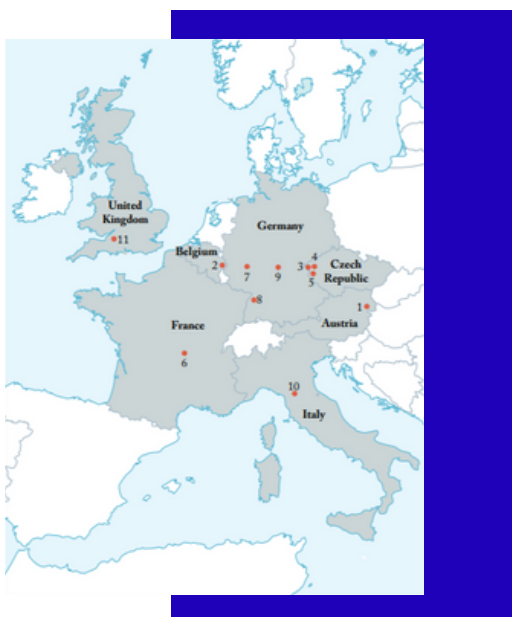 United
Kingdom
11
Germany
Belgium
2
7
9
3
4
5
Czech
Republic
8
1
Austria
France
6
10
Italy